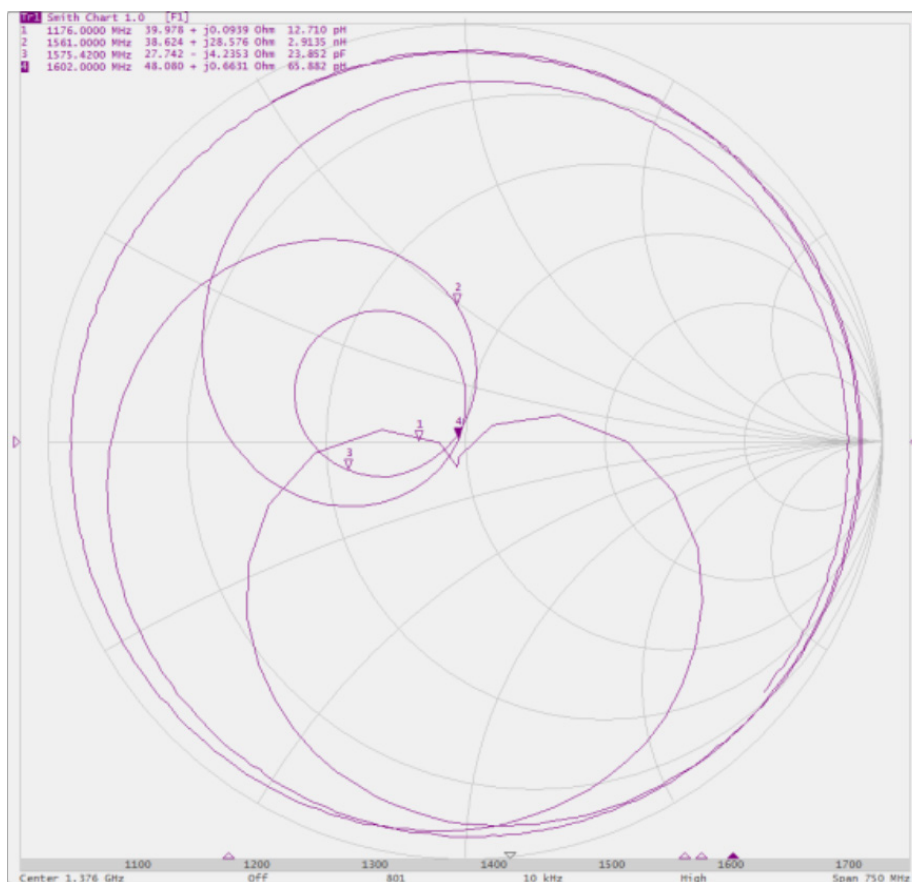 Tr1 Smith Chart 1.0 [F1]
1 1176.0000 MHz 39.978 + j0.0939 Ohm 12.710 pH
2 1561.0000 MHz 38.624 + j28.576 Ohm 2.9135 nH
3 1575.4200 MHz 27.742 - j4.2353 Ohm 23.852 pF
4 1602.0000 MHz 48.080 + j0.6631 Ohm 65.882 pH
2
1
4
3
1100 1200 1300 1400 1500 1600 1700
Center 1.376 GHz Off 801 10 kHz High Span 750 MHz